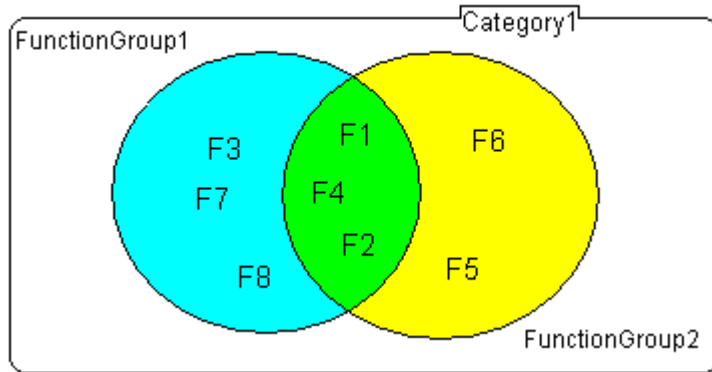 Category1
FunctionGroup1
F1
F6
F3
F4
F7
F2
F5
F8
FunctionGroup2